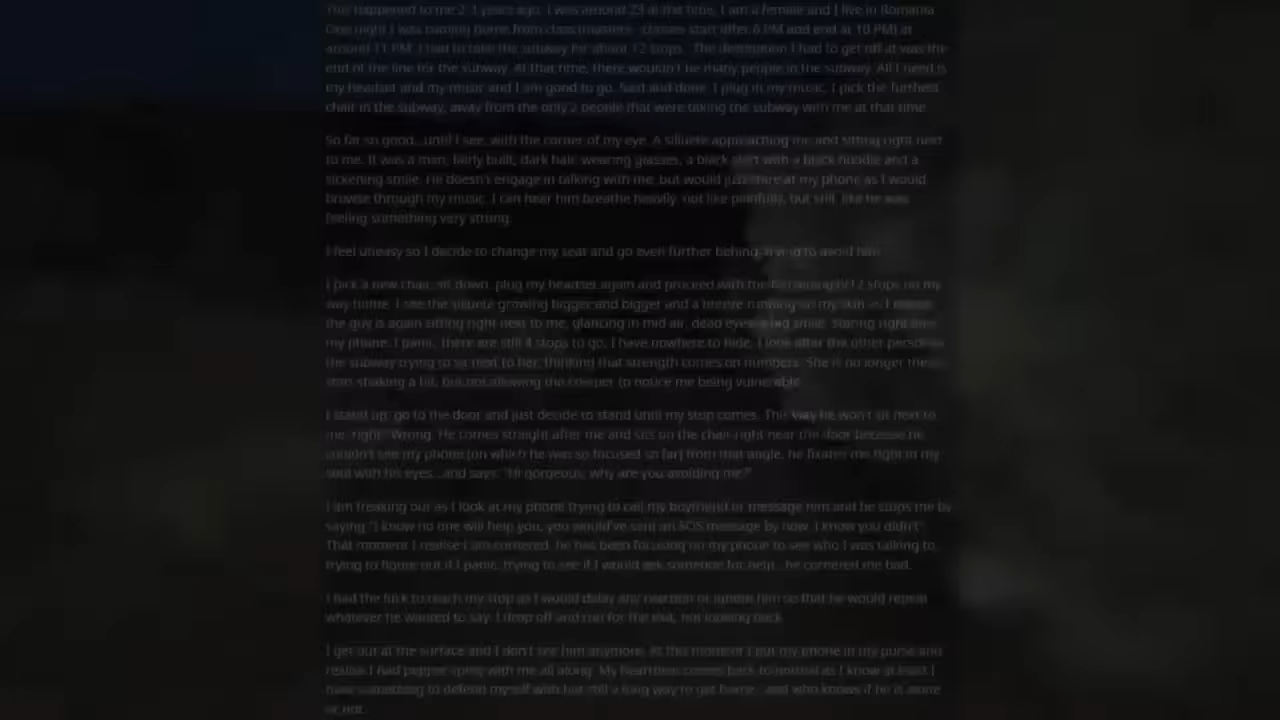 This happened to me 2-3 years ago. I was around 23 at the time. I am a female and I live in Romania.
One night I was coming home from class (masters - classes start after 6 PM and end at 10 PM) at
around 11 PM. I had to take the subway for about 12 stops. The destination I had to get off at was the
end of the line for the subway. At that time, there wouldn't be many people in the subway. All I need is
my headset and my music and I am good to go. Said and done. I plug in my music, I pick the furthest
chair in the subway, away from the only 2 people that were taking the subway with me at that time.
So far so good...until I see, with the corner of my eye. A silluete approaching me and sitting right next
to me. It was a man, fairly built, dark hair, wearing glasses, a black shirt with a black hoodie and a
sickening smile. He doesn't engage in talking with me, but would just stare at my phone as I would
browse through my music. I can hear him breathe heavily, not like painfully, but still, like he was
feeling something very strong.
I feel uneasy so I decide to change my seat and go even further behing, trying to avoid him.
I pick a new chair, sit down, plug my headset again and proceed with the 12 stops on my
way home. I see the siluete growing bigger and bigger and a breeze running on my skin as I
the guy is again sitting right next to me, glancing in mid air, dead eyes a big smile. Staring right
my phone. I panic, there are still 4 stops to go, I have nowhere to hide, I look after the other person
the subway trying to sit next to her, thinking that strength comes on numbers. She is no longer there
start shaking a bit, but not allowing the creeper to notice me being vulnerable.
I stand up, go to the door and just decide to stand until my stop comes. The way he won't sit next to
me, right? Wrong. He comes straight after me and sits on the chair right near the door because he
couldn't see my phone (on which he was so focused so far) from that angle, he fixates me right in my
soul with his eyes...and says: "Hi gorgeous, why are you avoiding me?"
I am freaking out as I look at my phone trying to call my boyfriend or message him and he stops me by
saying "I know no one will help you, you would've sent an SOS message by now. I know you didn't".
That moment I realise I am cornered, he has been focusing on my phone to see who I was talking to,
trying to figure out if I panic, trying to see if I would ask someone for help...he cornered me bad.
I had the luck to reach my stop as I would delay any reaction or ignore him so that he would repeat
whatever he wanted to say. I drop off and run for the exit, not looking back.
I get out at the surface and I don't see him anymore. At this moment I put my phone in my purse and
realise I had pepper spray with me all along. My heartbeat comes back to normal as I know at least I
have something to defend myself with but still a long way to get home...and who knows if he is alone
or not.